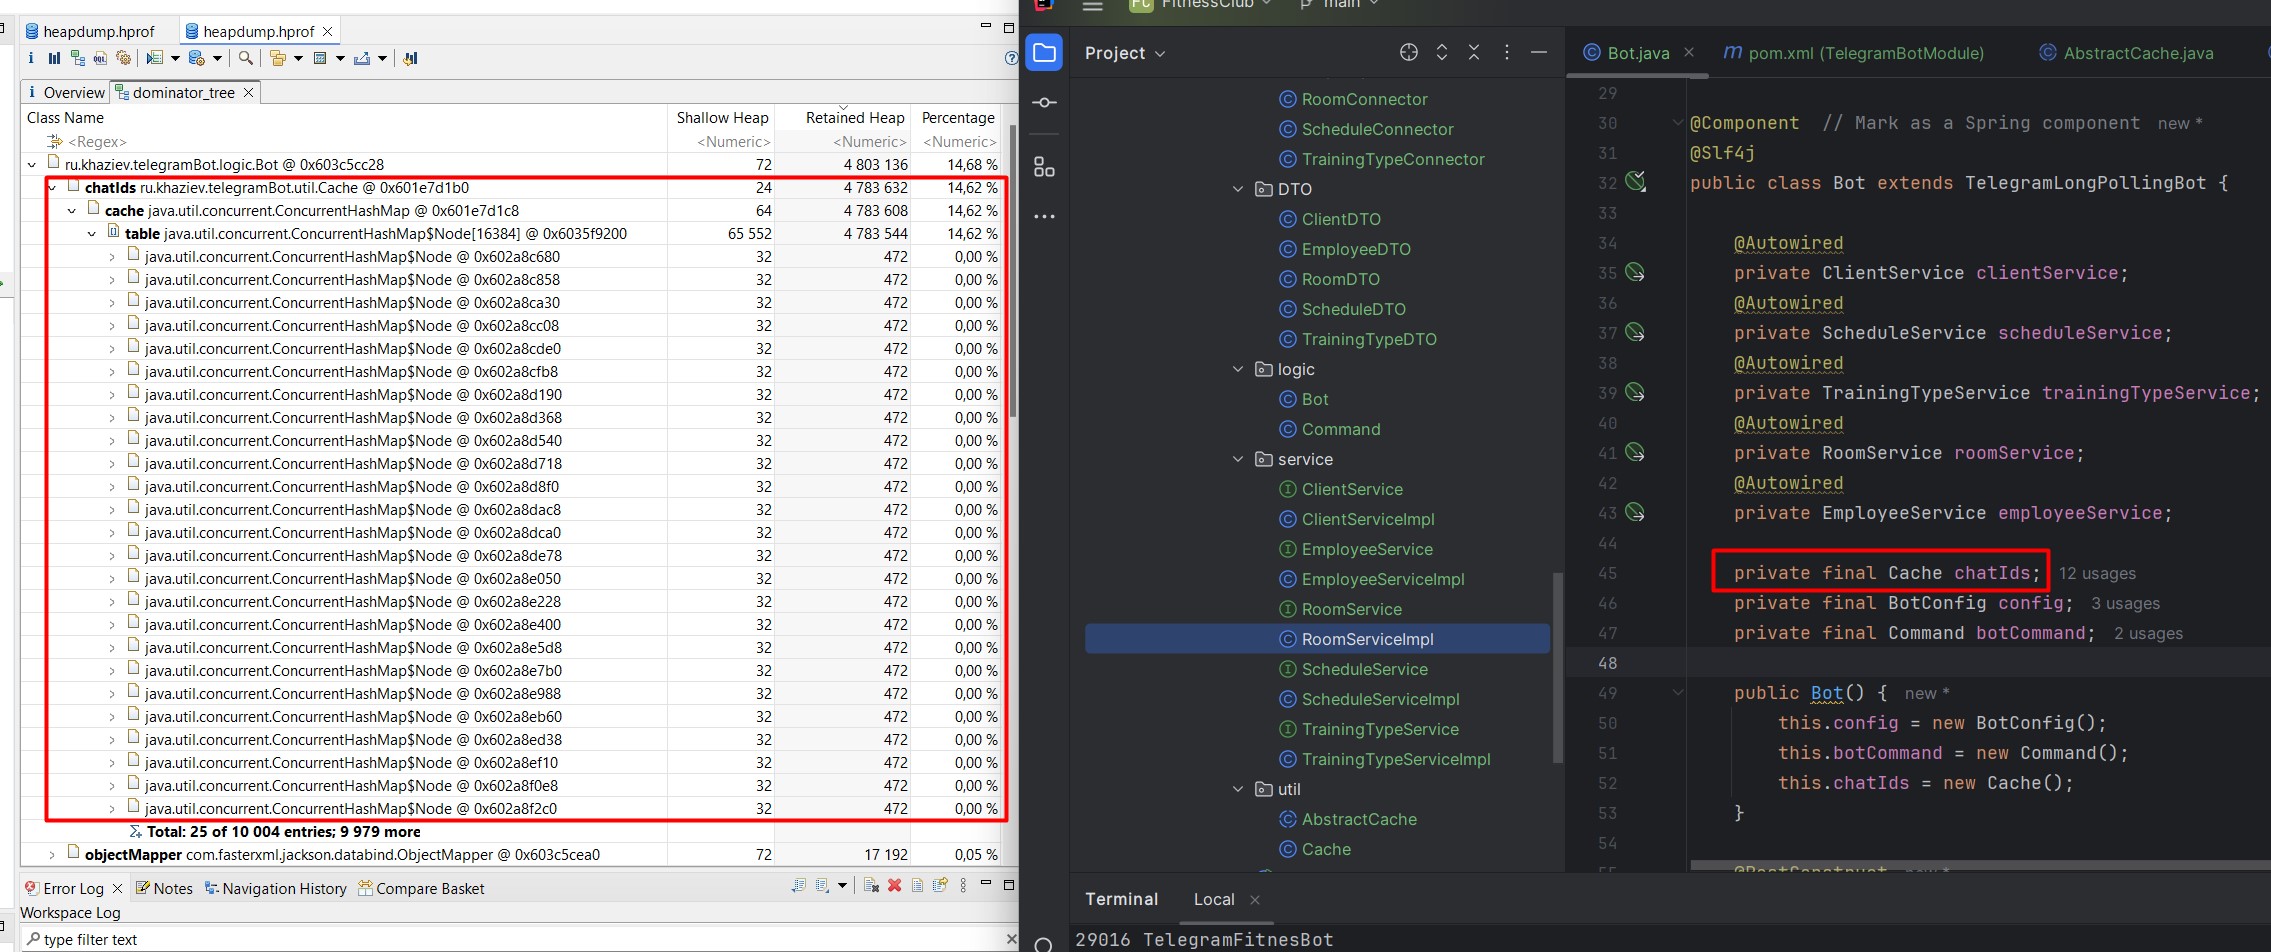 heapdump.hprof
heapdump.hprof
Overview
dominator_tree
Class Name Shallow Heap Retained Heap Percentage
<Regex> <Numeric> <Numeric> <Numeric>
ru.khaziev.telegramBot.logic.Bot @ 0x603c5cc28 72 4 803 136 14,68 %
chatIds ru.khaziev.telegramBot.util.Cache @ 0x601e7d1b0 24 4 783 632 14,62 %
cache java.util.concurrent.ConcurrentHashMap @ 0x601e7d1c8 64 4 783 608 14,62 %
table java.util.concurrent.ConcurrentHashMap$Node[16384] @ 0x6035f9200 65 552 4 783 544 14,62 %
java.util.concurrent.ConcurrentHashMap$Node @ 0x602a8c680 32 472 0,00 %
java.util.concurrent.ConcurrentHashMap$Node @ 0x602a8c858 32 472 0,00 %
java.util.concurrent.ConcurrentHashMap$Node @ 0x602a8ca30 32 472 0,00 %
java.util.concurrent.ConcurrentHashMap$Node @ 0x602a8cc08 32 472 0,00 %
java.util.concurrent.ConcurrentHashMap$Node @ 0x602a8cde0 32 472 0,00 %
java.util.concurrent.ConcurrentHashMap$Node @ 0x602a8cfb8 32 472 0,00 %
java.util.concurrent.ConcurrentHashMap$Node @ 0x602a8d190 32 472 0,00 %
java.util.concurrent.ConcurrentHashMap$Node @ 0x602a8d368 32 472 0,00 %
java.util.concurrent.ConcurrentHashMap$Node @ 0x602a8d540 32 472 0,00 %
java.util.concurrent.ConcurrentHashMap$Node @ 0x602a8d718 32 472 0,00 %
java.util.concurrent.ConcurrentHashMap$Node @ 0x602a8d8f0 32 472 0,00 %
java.util.concurrent.ConcurrentHashMap$Node @ 0x602a8dac8 32 472 0,00 %
java.util.concurrent.ConcurrentHashMap$Node @ 0x602a8dca0 32 472 0,00 %
java.util.concurrent.ConcurrentHashMap$Node @ 0x602a8de78 32 472 0,00 %
java.util.concurrent.ConcurrentHashMap$Node @ 0x602a8e050 32 472 0,00 %
java.util.concurrent.ConcurrentHashMap$Node @ 0x602a8e228 32 472 0,00 %
java.util.concurrent.ConcurrentHashMap$Node @ 0x602a8e400 32 472 0,00 %
java.util.concurrent.ConcurrentHashMap$Node @ 0x602a8e5d8 32 472 0,00 %
java.util.concurrent.ConcurrentHashMap$Node @ 0x602a8e7b0 32 472 0,00 %
java.util.concurrent.ConcurrentHashMap$Node @ 0x602a8e988 32 472 0,00 %
java.util.concurrent.ConcurrentHashMap$Node @ 0x602a8eb60 32 472 0,00 %
java.util.concurrent.ConcurrentHashMap$Node @ 0x602a8ed38 32 472 0,00 %
java.util.concurrent.ConcurrentHashMap$Node @ 0x602a8ef10 32 472 0,00 %
java.util.concurrent.ConcurrentHashMap$Node @ 0x602a8f0e8 32 472 0,00 %
java.util.concurrent.ConcurrentHashMap$Node @ 0x602a8f2c0 32 472 0,00 %
Total: 25 of 10 004 entries; 9 979 more
objectMapper com.fasterxml.jackson.databind.ObjectMapper @ 0x603c5cea0 72 17 192 0,05 %
Error Log Notes Navigation History Compare Basket
Workspace Log
type filter text
FC FitnessClub main
Project
RoomConnector
ScheduleConnector
TrainingTypeConnector
DTO
ClientDTO
EmployeeDTO
RoomDTO
ScheduleDTO
TrainingTypeDTO
logic
Bot
Command
service
ClientService
ClientServiceImpl
EmployeeService
EmployeeServiceImpl
RoomService
RoomServiceImpl
ScheduleService
ScheduleServiceImpl
TrainingTypeService
TrainingTypeServiceImpl
util
AbstractCache
Cache
Bot.java pom.xml (TelegramBotModule) AbstractCache.java
29
30 @Component // Mark as a Spring component new *
31 @Slf4j
32 public class Bot extends TelegramLongPollingBot {
33
34 @Autowired
35 private ClientService clientService;
36 @Autowired
37 private ScheduleService scheduleService;
38 @Autowired
39 private TrainingTypeService trainingTypeService;
40 @Autowired
41 private RoomService roomService;
42 @Autowired
43 private EmployeeService employeeService;
44
45 private final Cache chatIds; 12 usages
46 private final BotConfig config; 3 usages
47 private final Command botCommand; 2 usages
48
49 public Bot() { new *
50 this.config = new BotConfig();
51 this.botCommand = new Command();
52 this.chatIds = new Cache();
53 }
54
55 @PostConstruct new *
Terminal Local
29016 TelegramFitnesBot